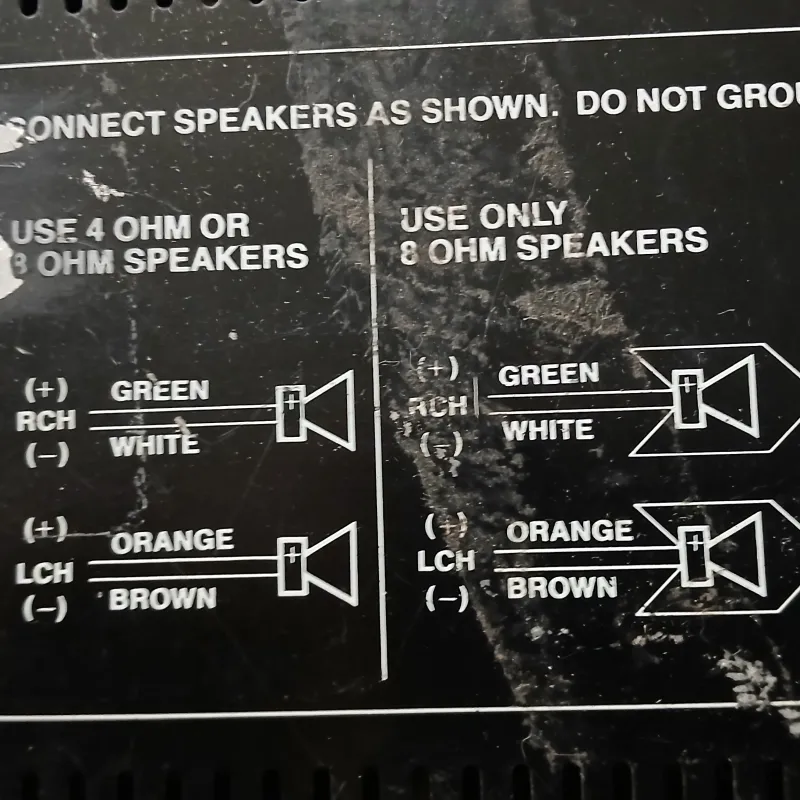 CONNECT SPEAKERS AS SHOWN. DO NOT GROU
USE 4 OHM OR
8 OHM SPEAKERS
(+)
GREEN
RCH
WHITE
(−)
(+)
ORANGE
LCH
BROWN
(−)
USE ONLY
8 OHM SPEAKERS
(+)
GREEN
RCH
WHITE
(−)
(+)
ORANGE
LCH
BROWN
(−)